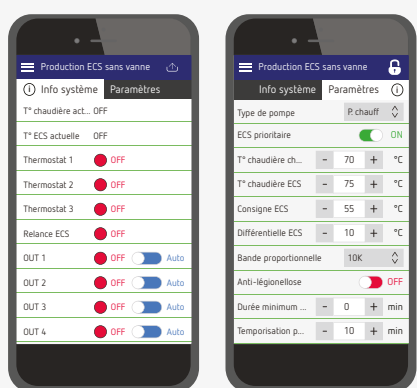 Production ECS sans vanne
Info système Paramètres
T° chaudière act... OFF
T° ECS actuelle OFF
Thermostat 1 OFF
Thermostat 2 OFF
Thermostat 3 OFF
Relance ECS OFF
OUT 1 OFF Auto
OUT 2 OFF Auto
OUT 3 OFF Auto
OUT 4 OFF Auto
Production ECS sans vanne
Info système Paramètres
Type de pompe P. chauff
ECS prioritaire ON
T° chaudière ch... - 70 + °C
T° chaudière ECS - 75 + °C
Consigne ECS - 55 + °C
Différentielle ECS - 10 + °C
Bande proportionnelle 10K
Anti-légionellose OFF
Durée minimum ... - 0 + min
Temporisation p... - 10 + min